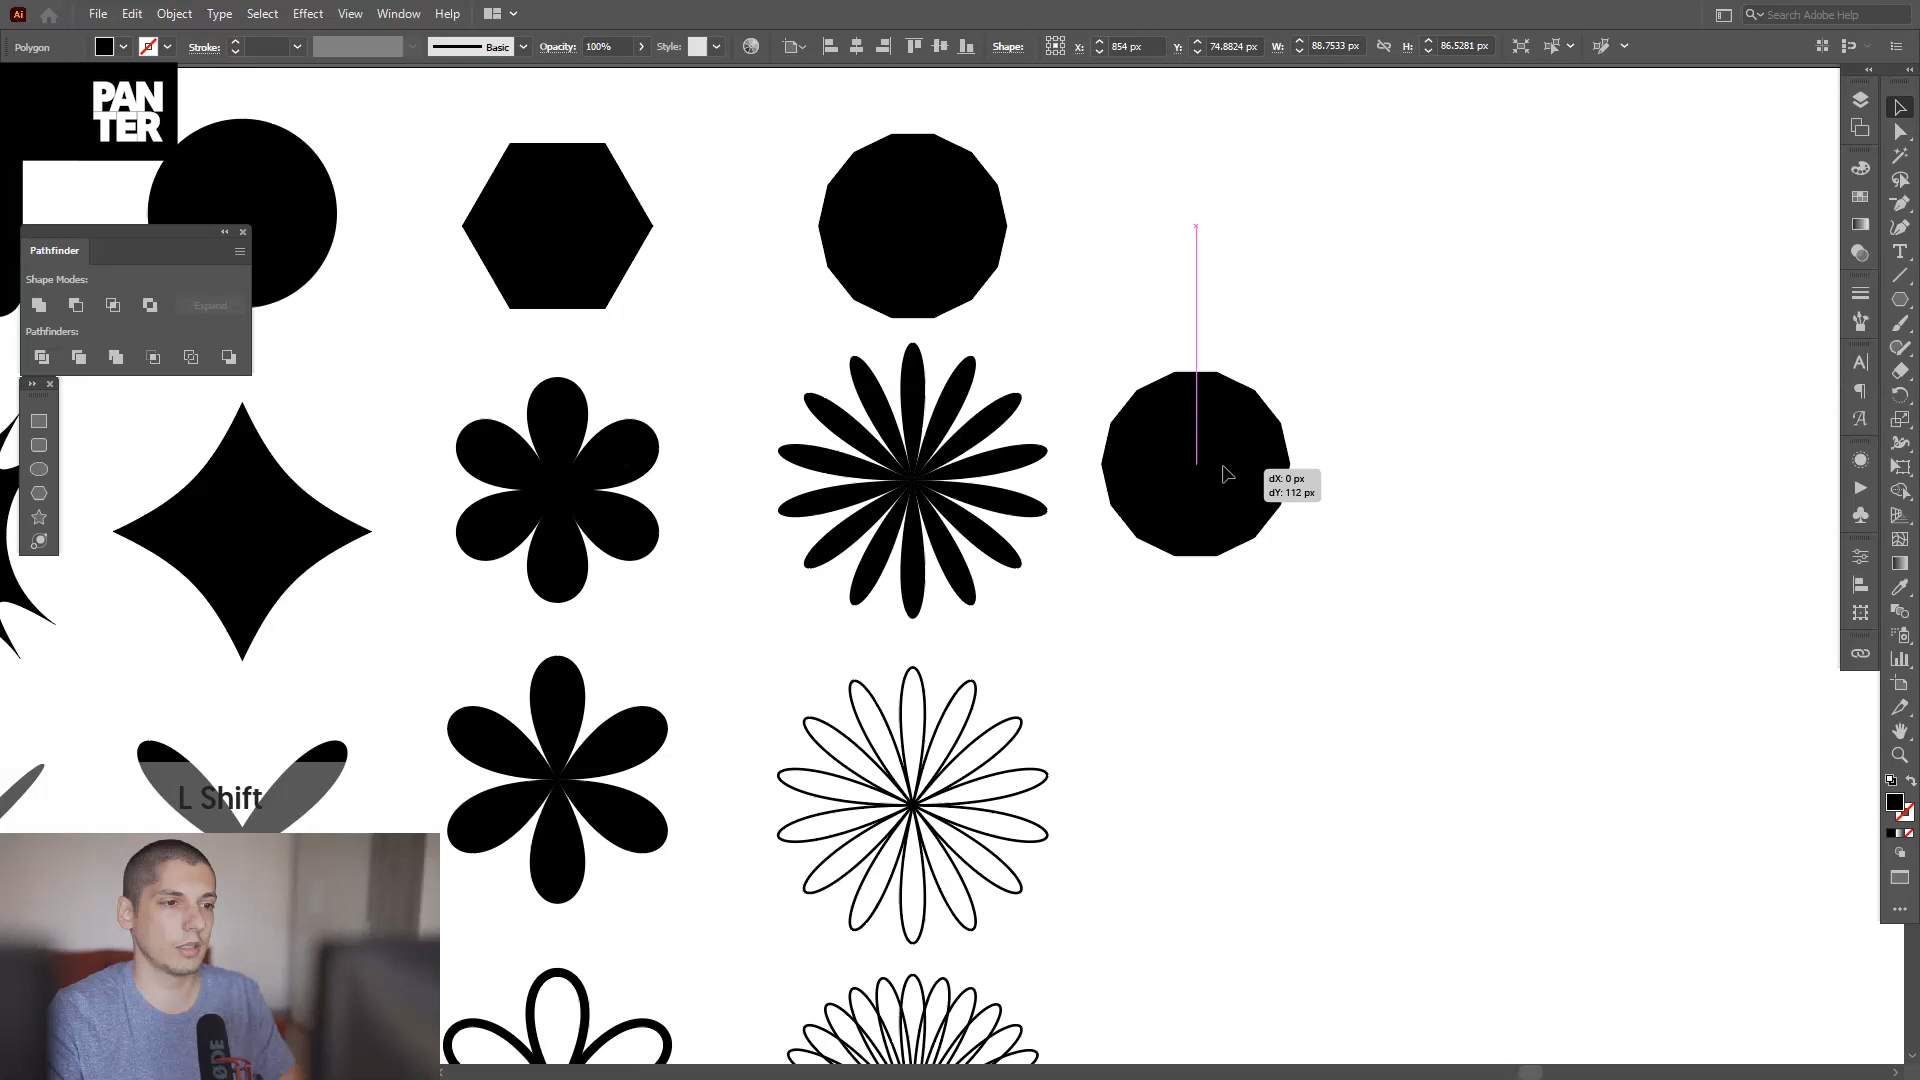 Ai File Edit Object Type Select Effect View Window Help Search Adobe Help
Polygon Stroke: Basic Opacity: 100% Style: Shape: X: 854 px Y: 74.8824 px W: 88.7533 px H: 86.5281 px
PAN
TER
Pathfinder
Shape Modes:
Expand
Pathfinders:
dX: 0 px
dY: 112 px
L Shift